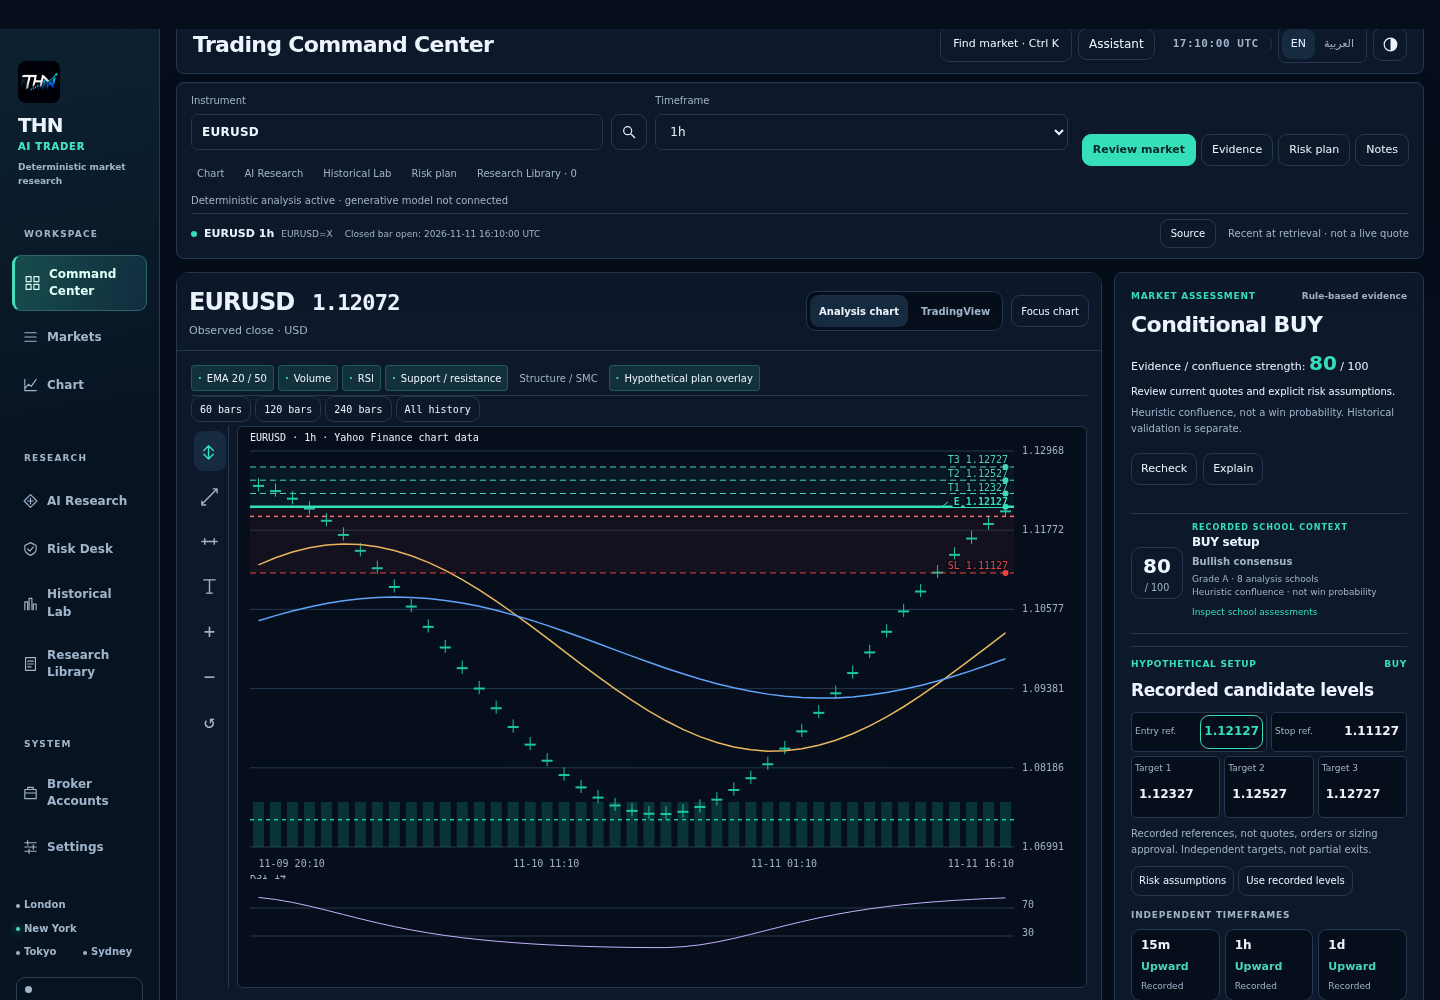 Trading Command Center
Find market · Ctrl K
Assistant
17:10:00 UTC
EN
العربية
THN
THN
AI TRADER
Deterministic market
research
WORKSPACE
Command
Center
Markets
Chart
RESEARCH
AI Research
Risk Desk
Historical
Lab
Research
Library
SYSTEM
Broker
Accounts
Settings
London
New York
Tokyo
Sydney
Instrument
Timeframe
EURUSD
1h
Review market
Evidence
Risk plan
Notes
Chart
AI Research
Historical Lab
Risk plan
Research Library · 0
Deterministic analysis active · generative model not connected
EURUSD 1h EURUSD=X Closed bar open: 2026-11-11 16:10:00 UTC
Source
Recent at retrieval · not a live quote
EURUSD 1.12072
Observed close · USD
Analysis chart
TradingView
Focus chart
· EMA 20 / 50
· Volume
· RSI
· Support / resistance
Structure / SMC
· Hypothetical plan overlay
60 bars
120 bars
240 bars
All history
EURUSD · 1h · Yahoo Finance chart data
1.12968
T3 1.12727
T2 1.12527
T1 1.12327
E 1.12127
1.11772
SL 1.11127
1.10577
1.09381
1.08186
1.06991
11-09 20:10
11-10 11:10
11-11 01:10
11-11 16:10
RSI 14
70
30
MARKET ASSESSMENT
Rule-based evidence
Conditional BUY
Evidence / confluence strength: 80 / 100
Review current quotes and explicit risk assumptions.
Heuristic confluence, not a win probability. Historical
validation is separate.
Recheck
Explain
RECORDED SCHOOL CONTEXT
80
/ 100
BUY setup
Bullish consensus
Grade A · 8 analysis schools
Heuristic confluence · not win probability
Inspect school assessments
HYPOTHETICAL SETUP
BUY
Recorded candidate levels
Entry ref. 1.12127
Stop ref. 1.11127
Target 1
1.12327
Target 2
1.12527
Target 3
1.12727
Recorded references, not quotes, orders or sizing
approval. Independent targets, not partial exits.
Risk assumptions
Use recorded levels
INDEPENDENT TIMEFRAMES
15m
Upward
Recorded
1h
Upward
Recorded
1d
Upward
Recorded